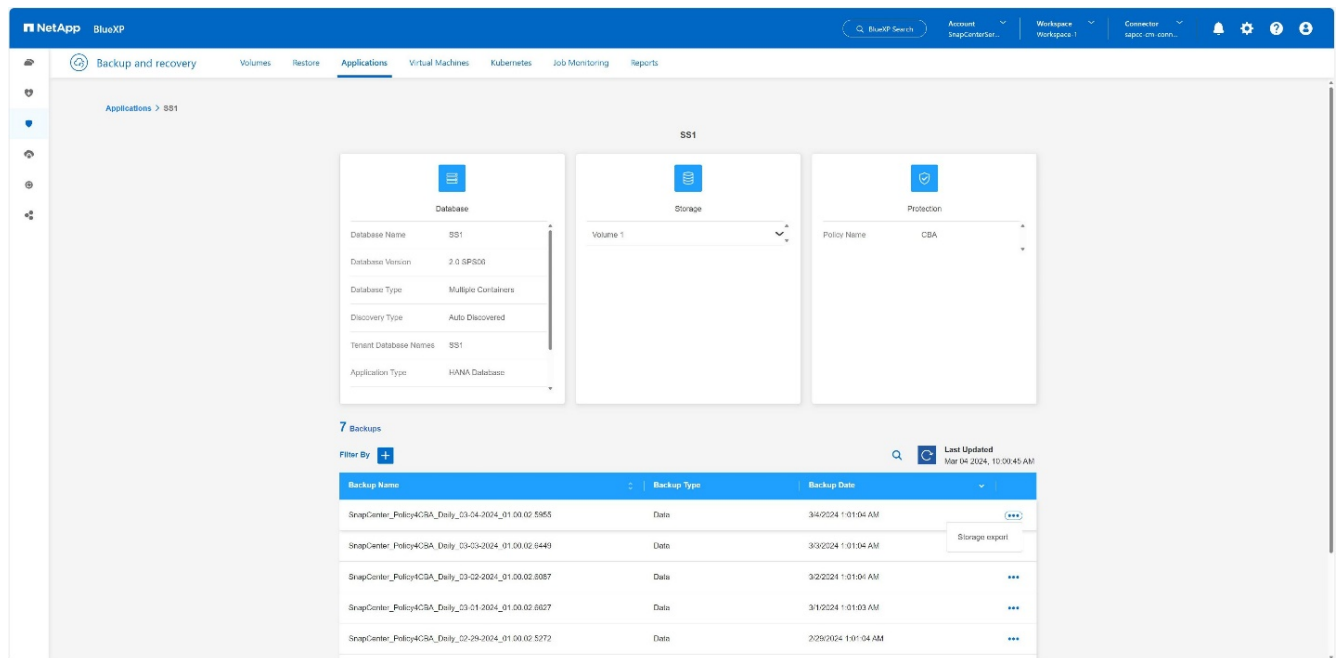 NetApp BlueXP
BlueXP Search
Account
SnapCenterSer...
Workspace
Workspace-1
Connector
sapcc-cm-conn...
Backup and recovery
Volumes
Restore
Applications
Virtual Machines
Kubernetes
Job Monitoring
Reports
Applications > SS1
SS1
Database
Database Name SS1
Database Version 2.0 SPS00
Database Type Multiple Containers
Discovery Type Auto Discovered
Tenant Database Names SS1
Application Type HANA Database
Storage
Volume 1
Protection
Policy Name CBA
7 Backups
Filter By
Last Updated
Mar 04 2024, 10:00:45 AM
Backup Name Backup Type Backup Date
SnapCenter_Policy4CBA_Daily_03-04-2024_01.00.02.5955 Data 3/4/2024 1:01:04 AM
Storage export
SnapCenter_Policy4CBA_Daily_03-03-2024_01.00.02.6449 Data 3/3/2024 1:01:04 AM
SnapCenter_Policy4CBA_Daily_03-02-2024_01.00.02.6087 Data 3/2/2024 1:01:04 AM
SnapCenter_Policy4CBA_Daily_03-01-2024_01.00.02.6627 Data 3/1/2024 1:01:03 AM
SnapCenter_Policy4CBA_Daily_02-29-2024_01.00.02.5272 Data 2/29/2024 1:01:04 AM